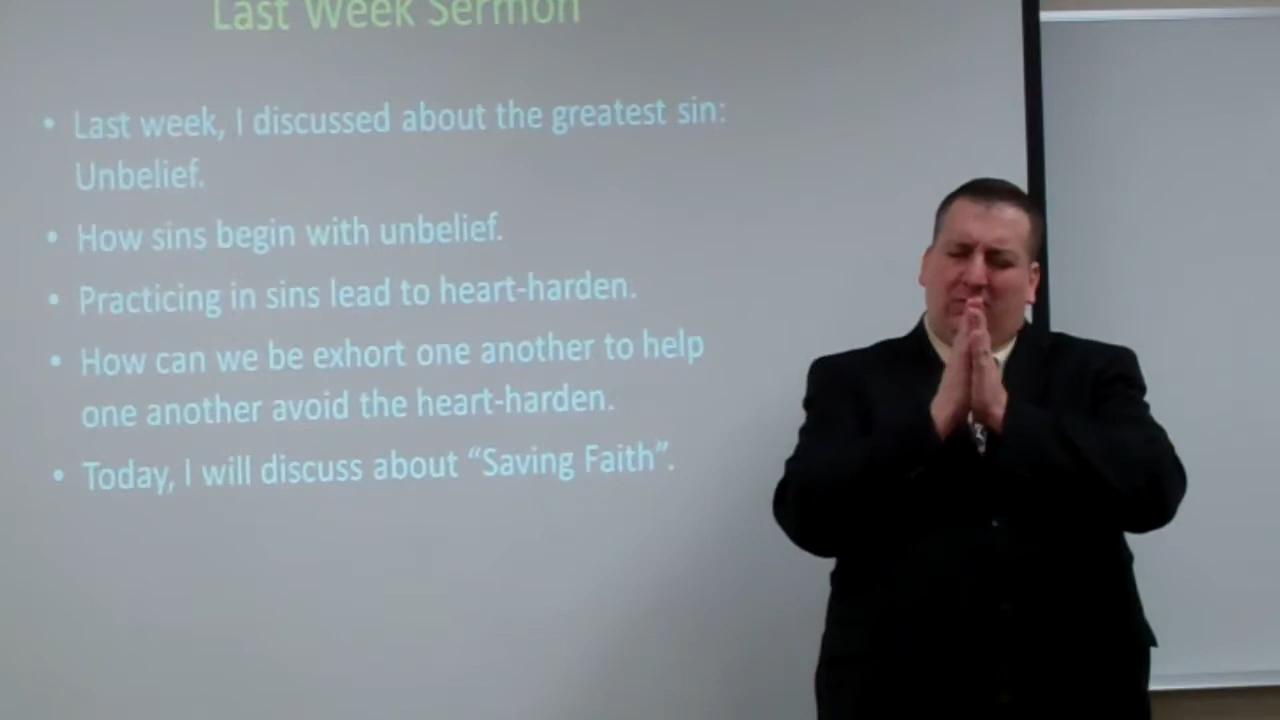 Last Week Sermon
• Last week, I discussed about the greatest sin:
Unbelief.
• How sins begin with unbelief.
• Practicing in sins lead to heart-harden.
• How can we be exhort one another to help
one another avoid the heart-harden.
• Today, I will discuss about “Saving Faith”.